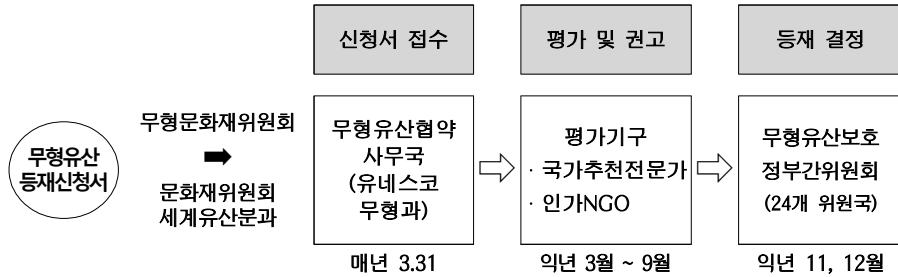 신청서 접수
평가 및 권고
등재 결정
무형유산
등재신청서
무형문화재위원회
문화재위원회
세계유산분과
무형유산협약
사무국
(유네스코
무형과)
평가기구
· 국가추천전문가
· 인가NGO
무형유산보호
정부간위원회
(24개 위원국)
매년 3.31
익년 3월 ~ 9월
익년 11, 12월